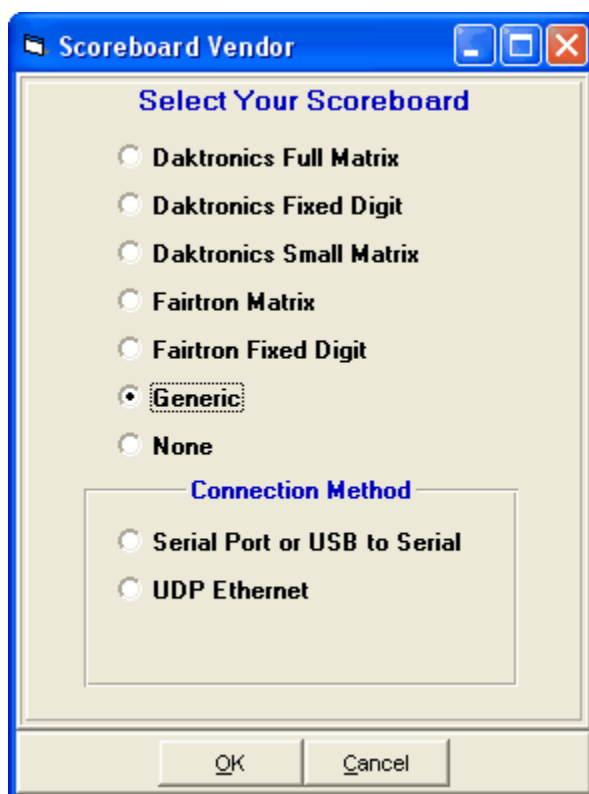 Scoreboard Vendor
Select Your Scoreboard
Daktronics Full Matrix
Daktronics Fixed Digit
Daktronics Small Matrix
Fairtron Matrix
Fairtron Fixed Digit
Generic
None
Connection Method
Serial Port or USB to Serial
UDP Ethernet
OK Cancel